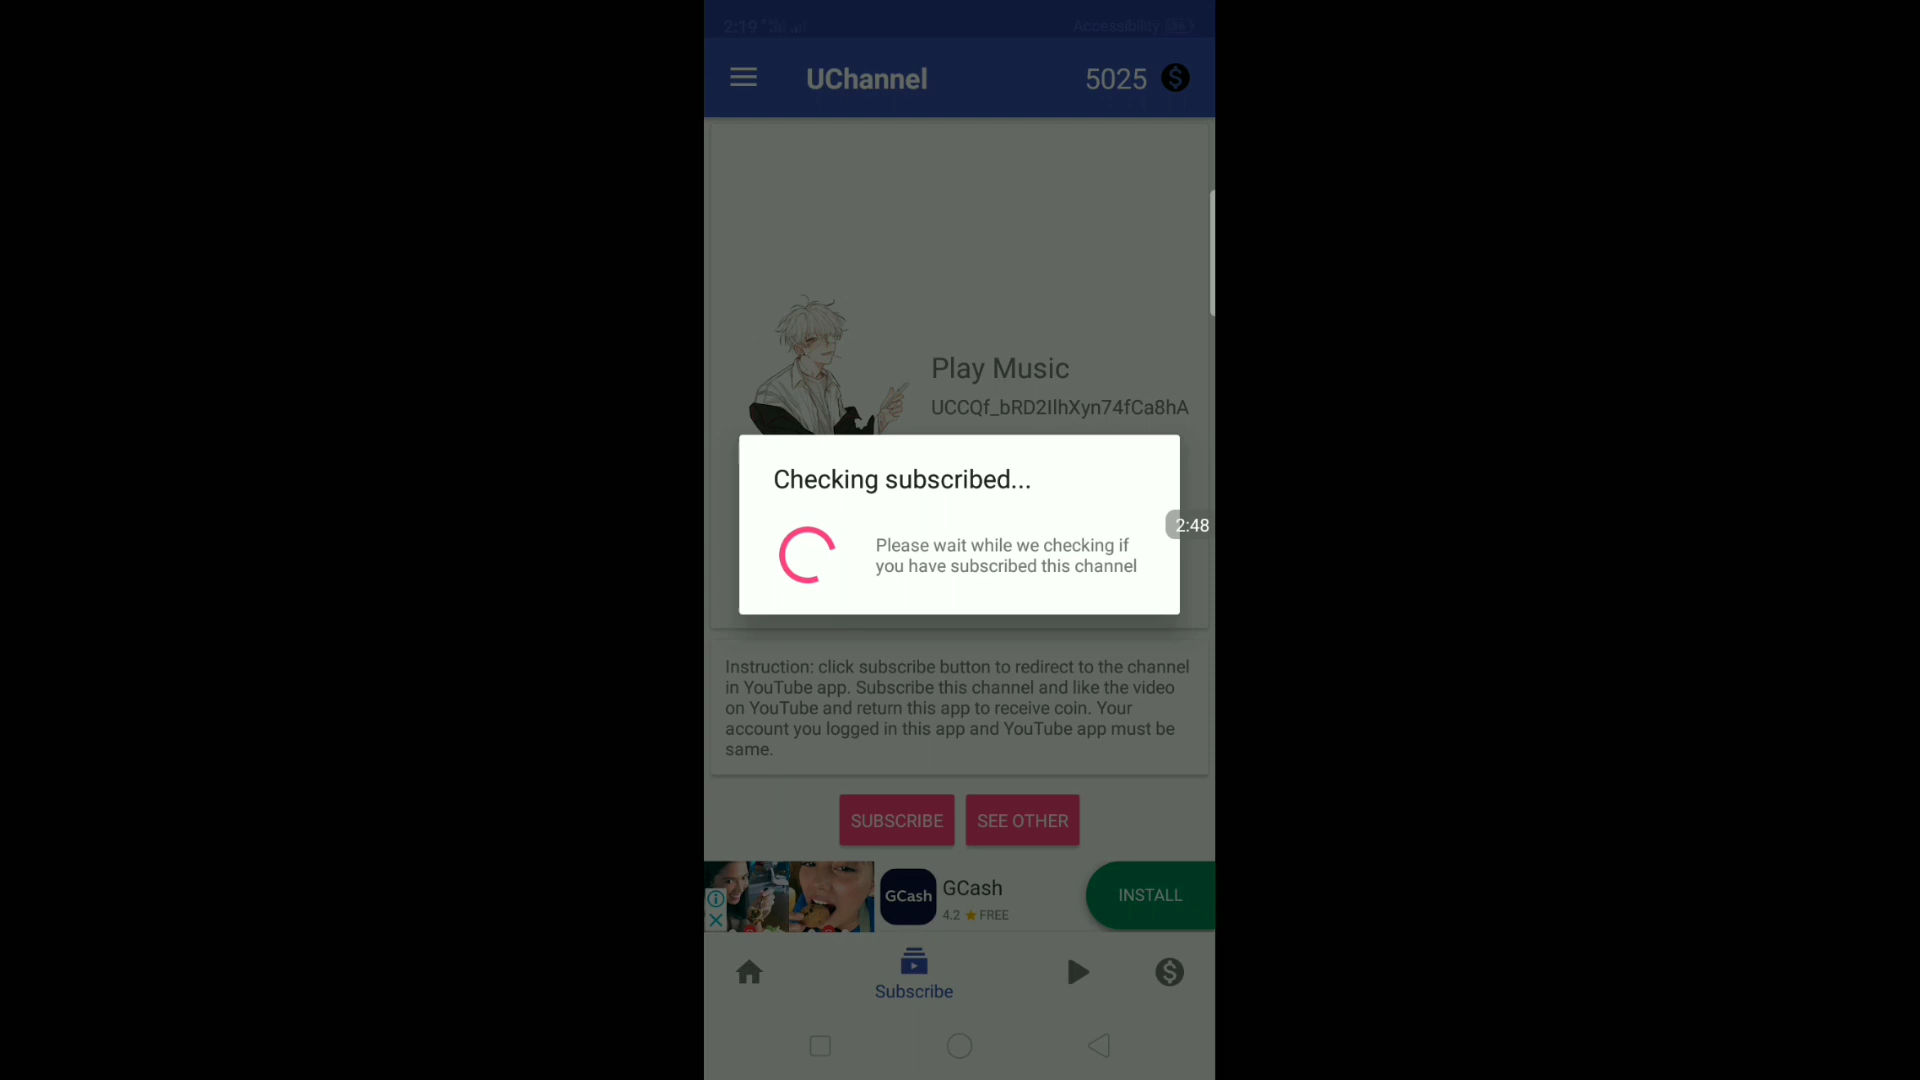 2:19
Accessibility
UChannel
5025
Play Music
UCCQf_bRD2IlhXyn74fCa8hA
Checking subscribed...
Please wait while we checking if
you have subscribed this channel
2:48
Instruction: click subscribe button to redirect to the channel
in YouTube app. Subscribe this channel and like the video
on YouTube and return this app to receive coin. Your
account you logged in this app and YouTube app must be
same.
SUBSCRIBE
SEE OTHER
GCash
GCash
4.2 ★ FREE
INSTALL
Subscribe